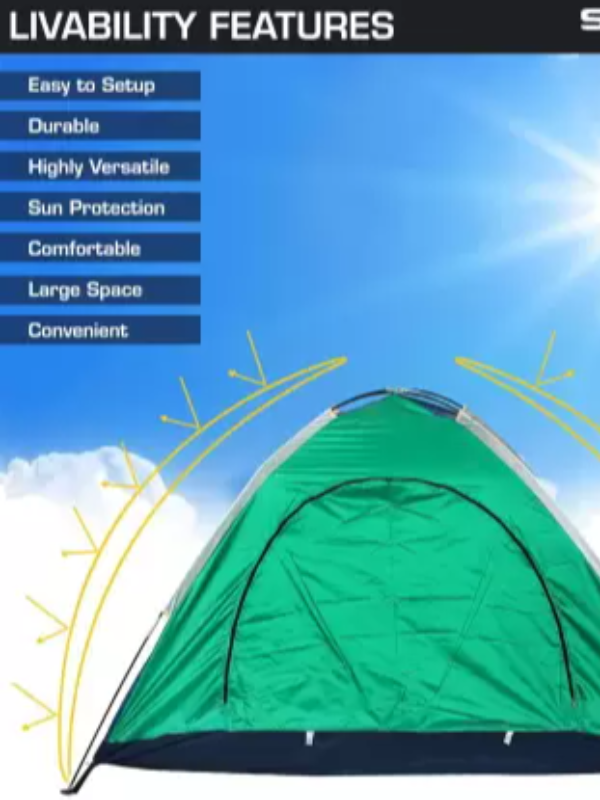 LIVABILITY FEATURES
Easy to Setup
Durable
Highly Versatile
Sun Protection
Comfortable
Large Space
Convenient